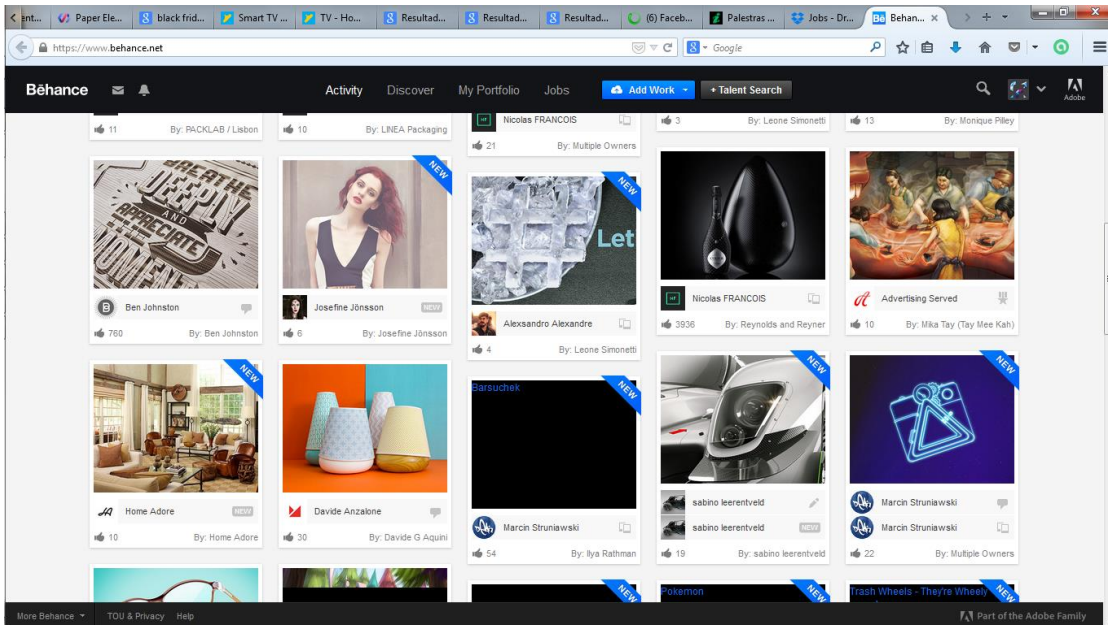 ent...
Paper Ele...
black frid...
Smart TV ...
TV - Ho...
Resultad...
Resultad...
Resultad...
(6) Faceb...
Palestras ...
Jobs - Dr...
Behan...
https://www.behance.net
Google
Bēhance
Activity
Discover
My Portfolio
Jobs
Add Work
+ Talent Search
Adobe
11
By: PACKLAB / Lisbon
10
By: LINEA Packaging
Nicolas FRANCOIS
21
By: Multiple Owners
3
By: Leone Simonetti
13
By: Monique Pilley
BREATHE
DEEPLY
AND
APPRECIATE
THE
MOMENT
Ben Johnston
760
By: Ben Johnston
NEW
Josefine Jönsson
NEW
6
By: Josefine Jönsson
NEW
Let
Alexsandro Alexandre
4
By: Leone Simonetti
Nicolas FRANCOIS
3936
By: Reynolds and Reyner
Advertising Served
10
By: Mika Tay (Tay Mee Kah)
NEW
Home Adore
NEW
10
By: Home Adore
Davide Anzalone
30
By: Davide G Aquini
Barsuchek
NEW
Marcin Struniawski
54
By: Ilya Rathman
NEW
sabino leerentveld
sabino leerentveld
NEW
19
By: sabino leerentveld
NEW
Marcin Struniawski
Marcin Struniawski
22
By: Multiple Owners
NEW
Pokemon
NEW
Trash Wheels - They're Wheely
NEW
More Behance
TOU & Privacy
Help
Part of the Adobe Family